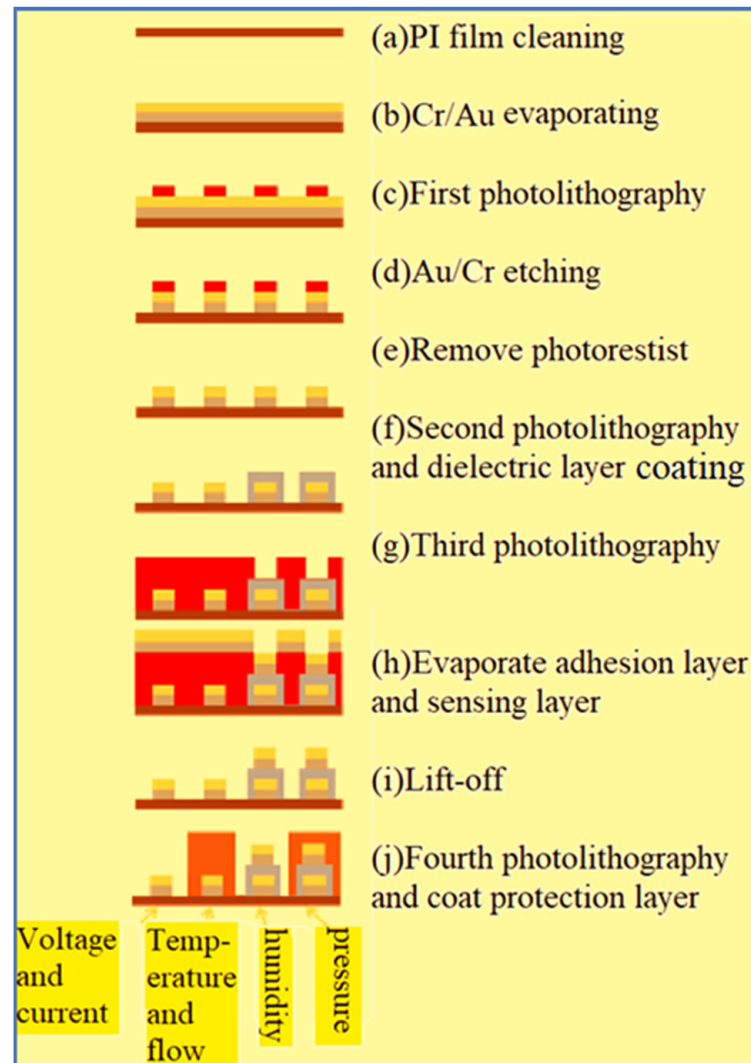 (a)PI film cleaning
(b)Cr/Au evaporating
(c)First photolithography
(d)Au/Cr etching
(e)Remove photorestist
(f)Second photolithography
and dielectric layer coating
(g)Third photolithography
(h)Evaporate adhesion layer
and sensing layer
(i)Lift-off
(j)Fourth photolithography
and coat protection layer
Voltage
and
current
Temp-
erature
and
flow
humidity
pressure